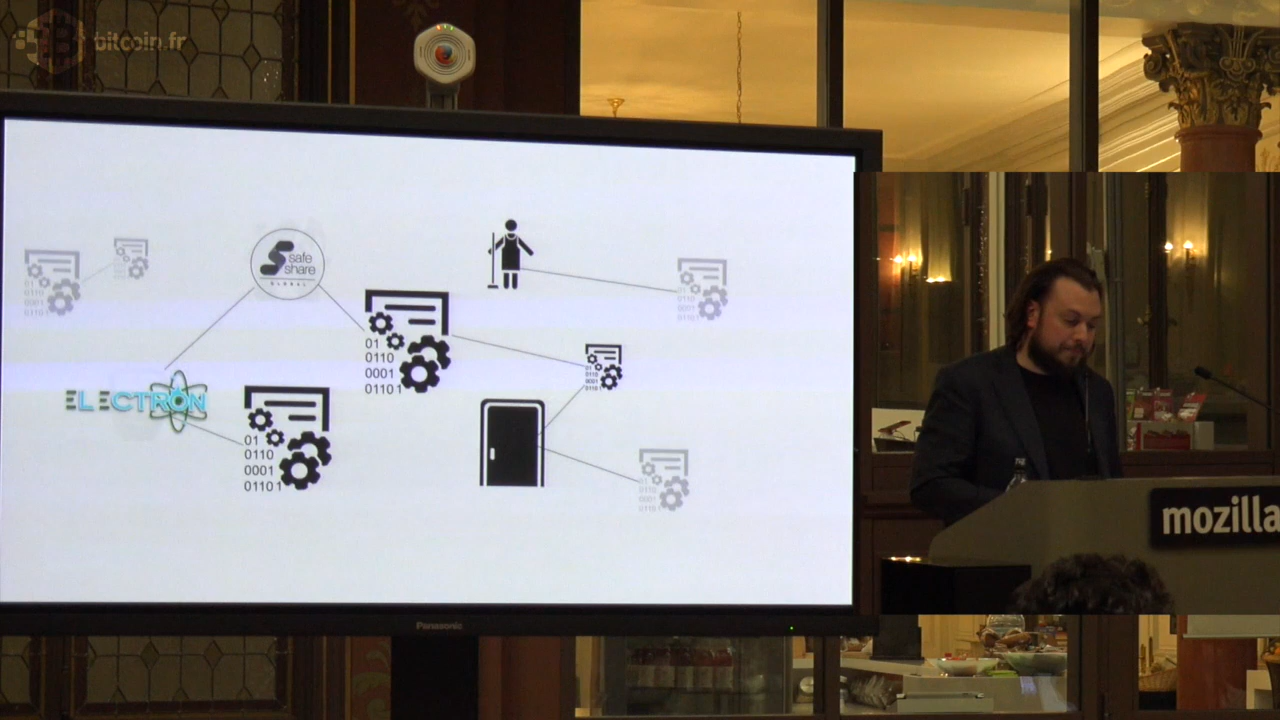 bitcoin.fr
safe
share
GLOBAL
01
0110
0001
01101
ELECTRON
01
0110
0001
01101
mozilla
Panasonic